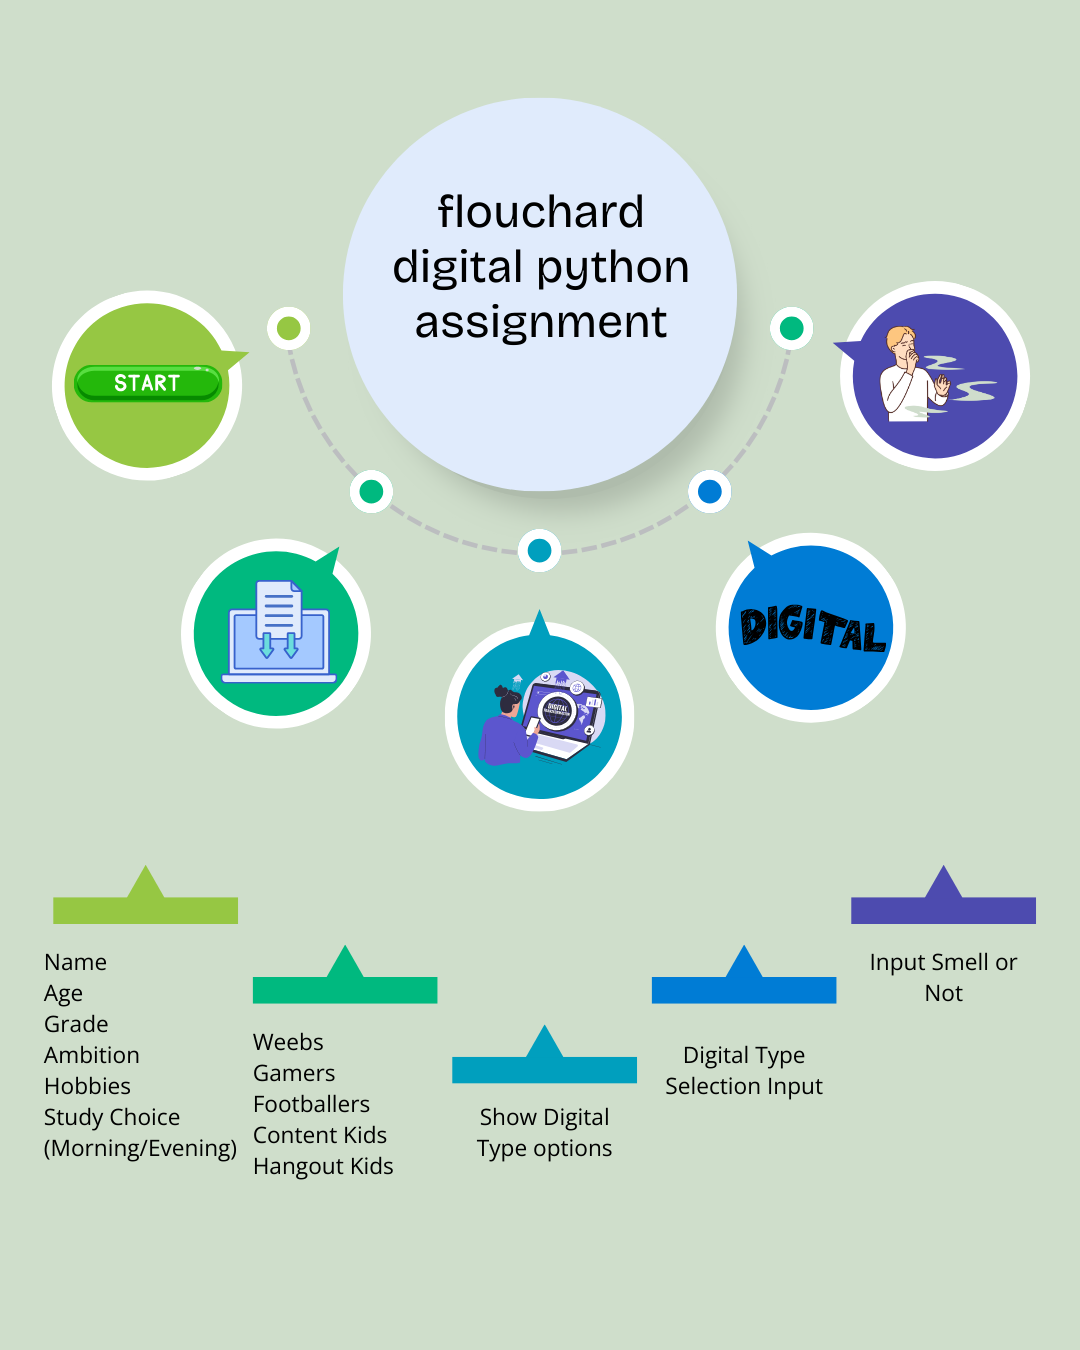 flouchard
digital python
assignment
START
DIGITAL
DIGITAL
Name
Age
Grade
Ambition
Hobbies
Study Choice
(Morning/Evening)
Weebs
Gamers
Footballers
Content Kids
Hangout Kids
Show Digital
Type options
Digital Type
Selection Input
Input Smell or
Not